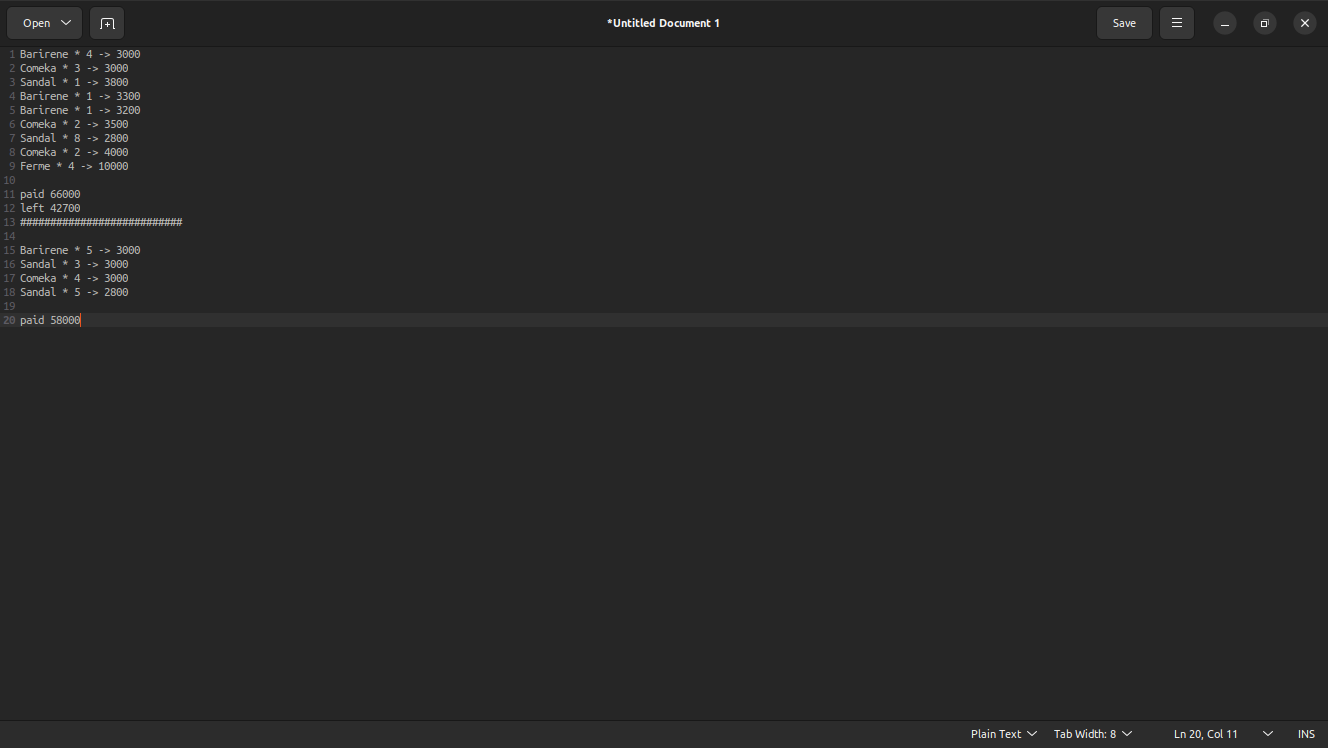 Open
*Untitled Document 1
Save
1 Barirene * 4 -> 3000
2 Comeka * 3 -> 3000
3 Sandal * 1 -> 3800
4 Barirene * 1 -> 3300
5 Barirene * 1 -> 3200
6 Comeka * 2 -> 3500
7 Sandal * 8 -> 2800
8 Comeka * 2 -> 4000
9 Ferme * 4 -> 10000
10
11 paid 66000
12 left 42700
13 ###########################
14
15 Barirene * 5 -> 3000
16 Sandal * 3 -> 3000
17 Comeka * 4 -> 3000
18 Sandal * 5 -> 2800
19
20 paid 58000
Plain Text Tab Width: 8 Ln 20, Col 11 INS